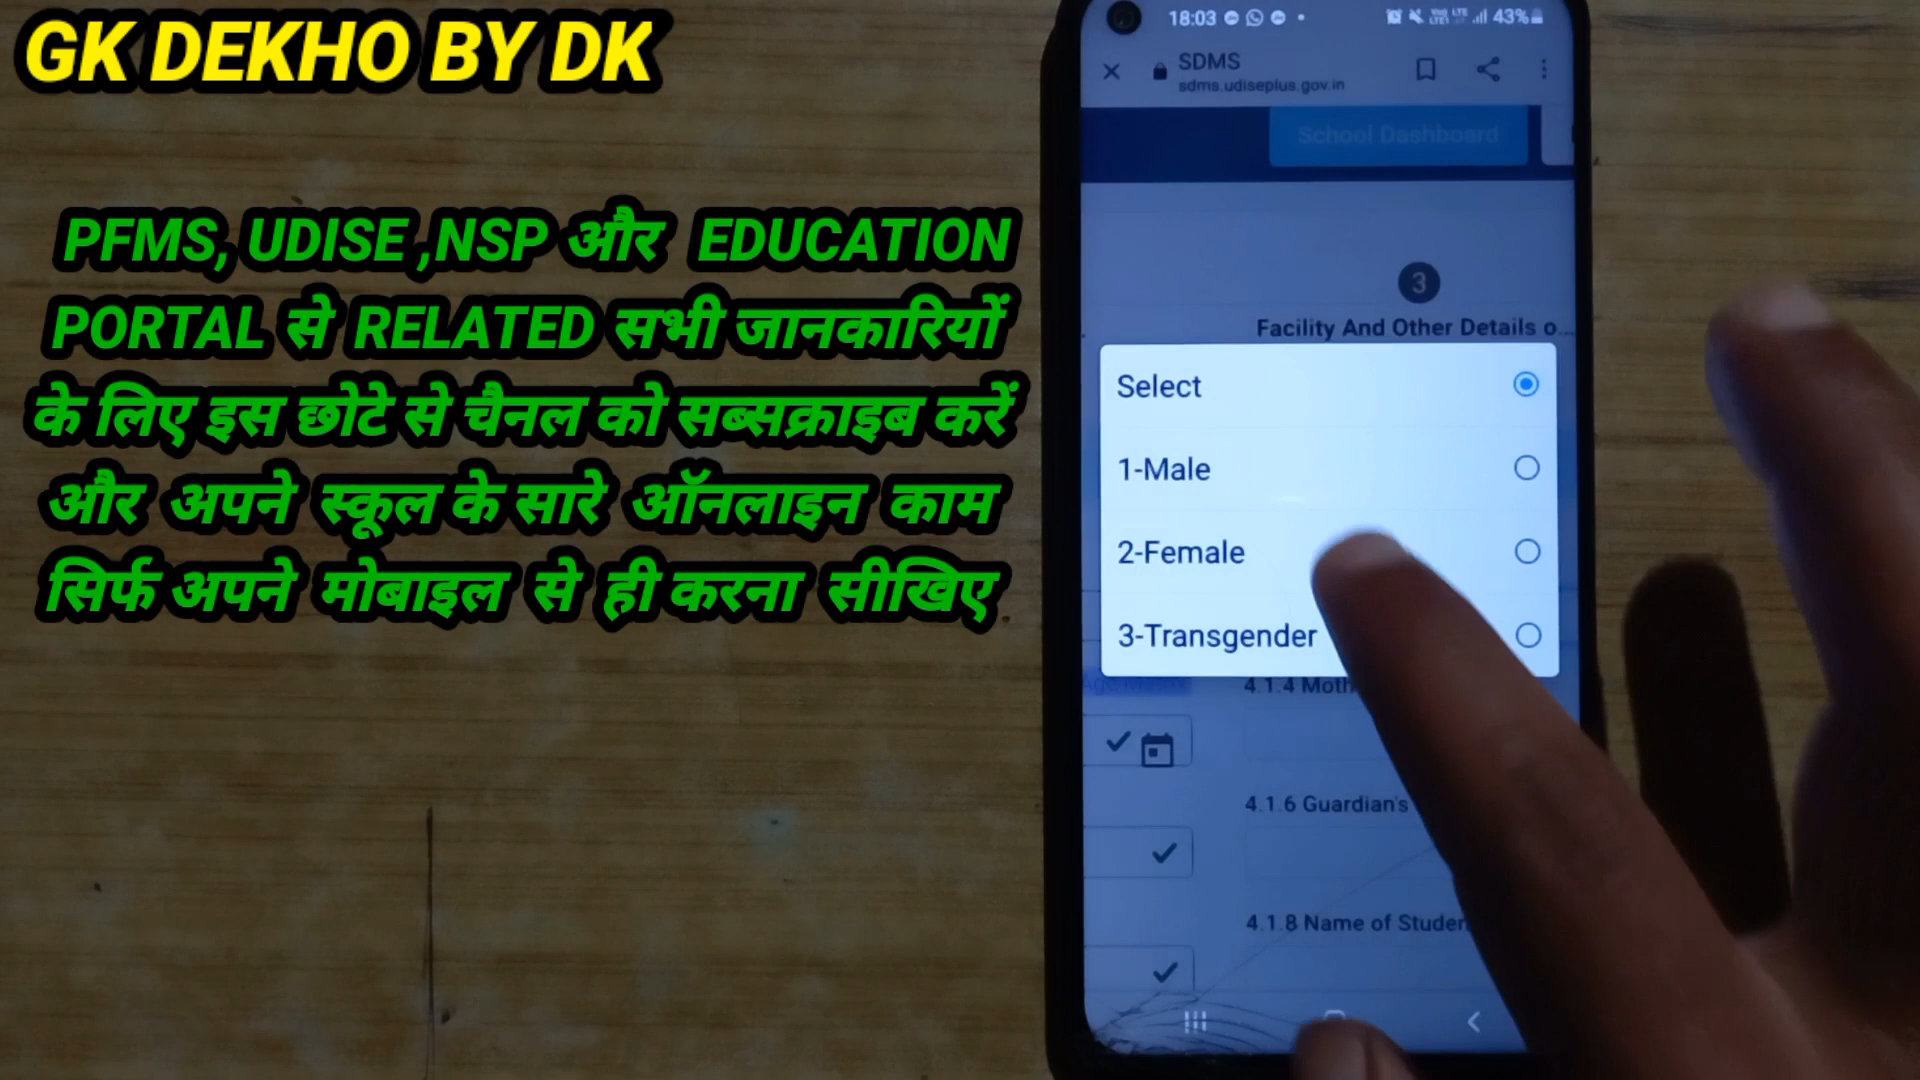 GK DEKHO BY DK
PFMS, UDISE ,NSP और EDUCATION
PORTAL से RELATED सभी जानकारियों
के लिए इस छोटे से चैनल को सब्सक्राइब करें
और अपने स्कूल के सारे ऑनलाइन काम
सिर्फ अपने मोबाइल से ही करना सीखिए
18:03
43%
SDMS
sdms.udiseplus.gov.in
School Dashboard
3
Facility And Other Details o...
Select
1-Male
2-Female
3-Transgender
4.1.4
4.1.6 Guardian's
4.1.8 Name of